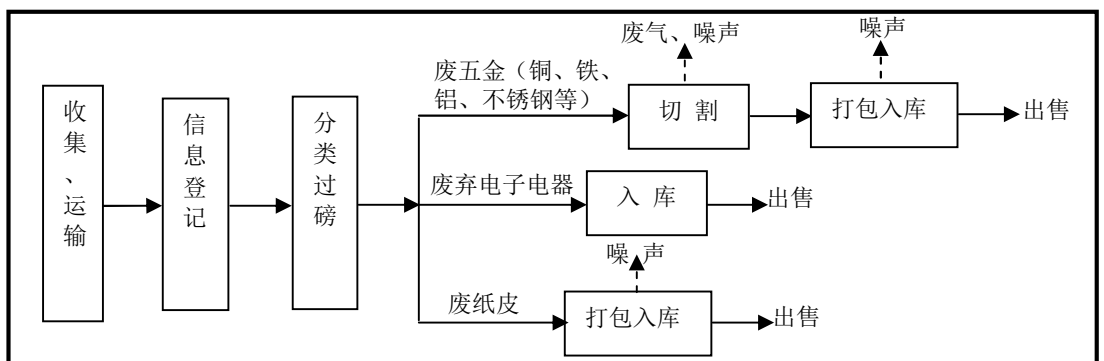 收集、运输
信息登记
分类过磅
废五金（铜、铁、
铝、不锈钢等）
废气、噪声
切 割
噪声
打包入库
出售
废弃电子电器
入 库
出售
废纸皮
噪 声
打包入库
出售